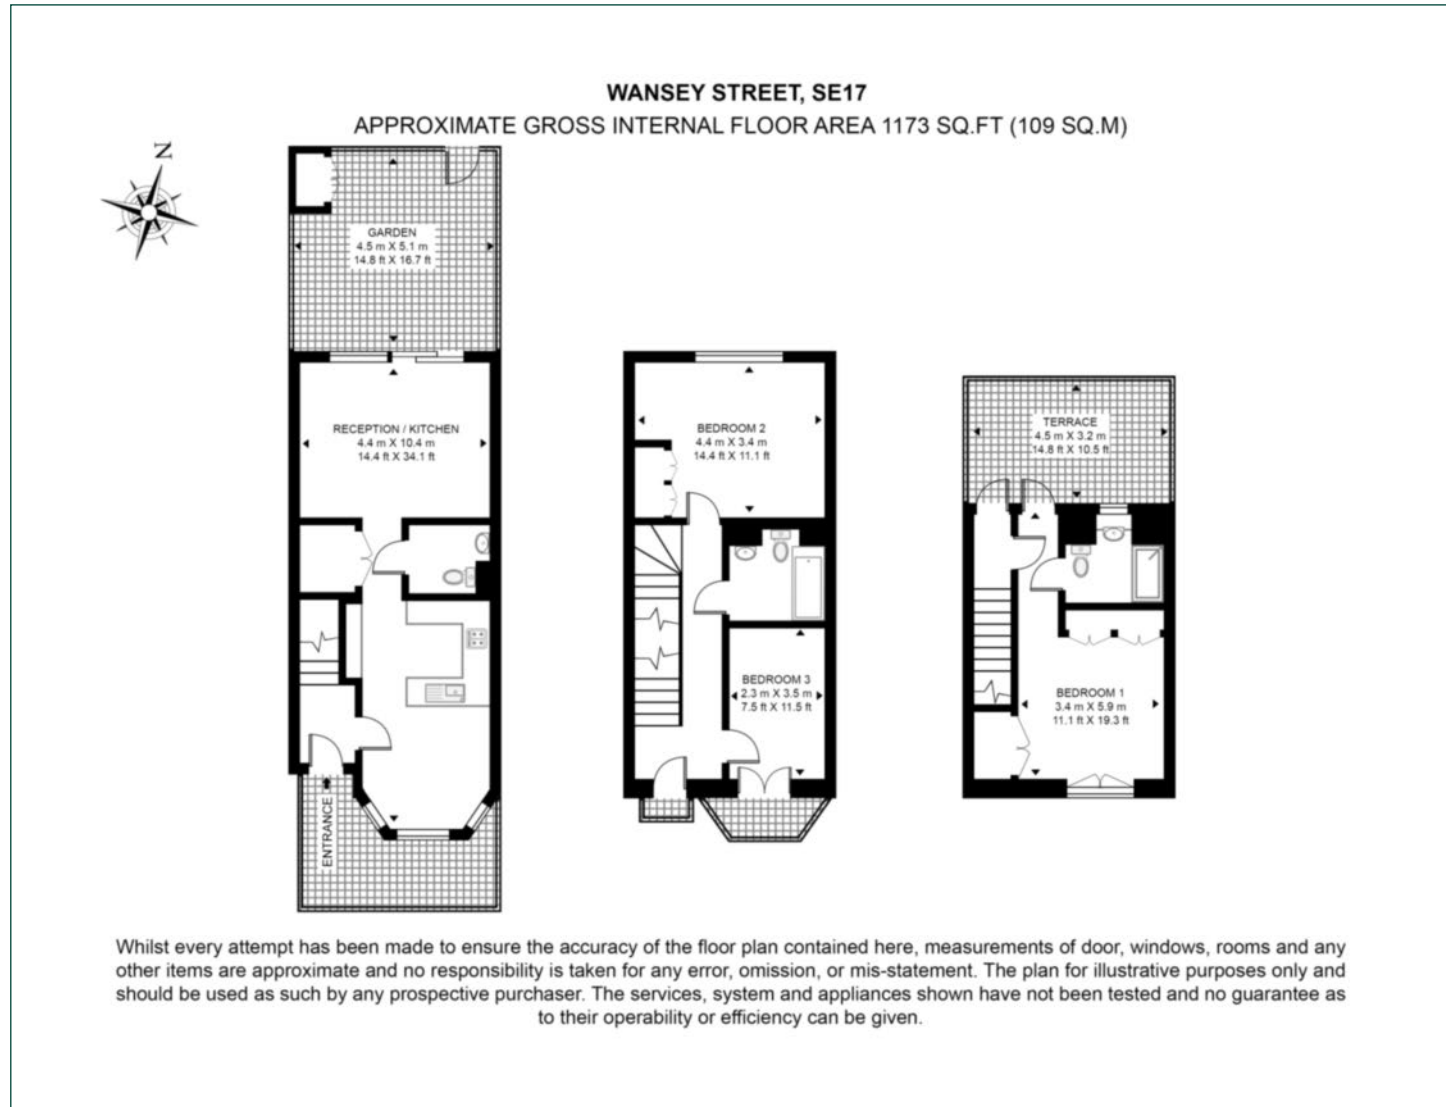 WANSEY STREET, SE17
APPROXIMATE GROSS INTERNAL FLOOR AREA 1173 SQ.FT (109 SQ.M)
N
GARDEN
4.5 m X 5.1 m
14.8 ft X 16.7 ft
RECEPTION / KITCHEN
4.4 m X 10.4 m
14.4 ft X 34.1 ft
ENTRANCE
BEDROOM 2
4.4 m X 3.4 m
14.4 ft X 11.1 ft
BEDROOM 3
2.3 m X 3.5 m
7.5 ft X 11.5 ft
TERRACE
4.5 m X 3.2 m
14.8 ft X 10.5 ft
BEDROOM 1
3.4 m X 5.9 m
11.1 ft X 19.3 ft
Whilst every attempt has been made to ensure the accuracy of the floor plan contained here, measurements of door, windows, rooms and any
other items are approximate and no responsibility is taken for any error, omission, or mis-statement. The plan for illustrative purposes only and
should be used as such by any prospective purchaser. The services, system and appliances shown have not been tested and no guarantee as
to their operability or efficiency can be given.